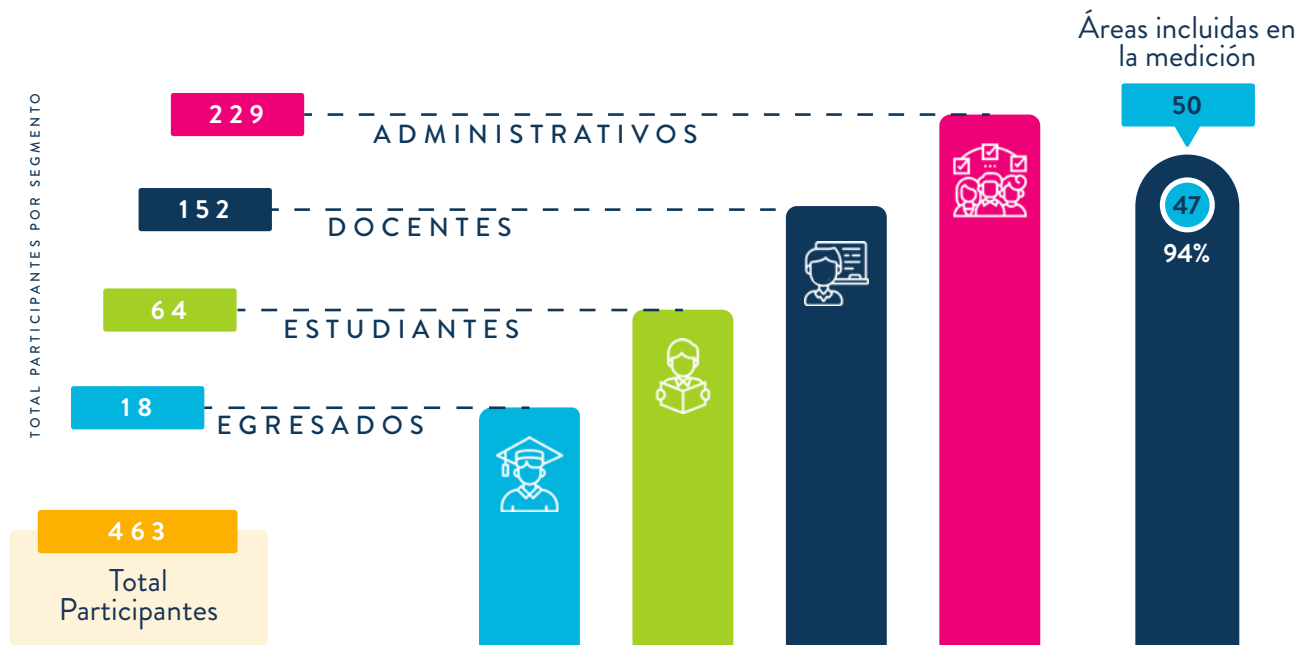 Áreas incluidas en
la medición
50
47
94%
TOTAL PARTICIPANTES POR SEGMENTO
229
ADMINISTRATIVOS
152
DOCENTES
64
ESTUDIANTES
18
EGRESADOS
463
Total
Participantes